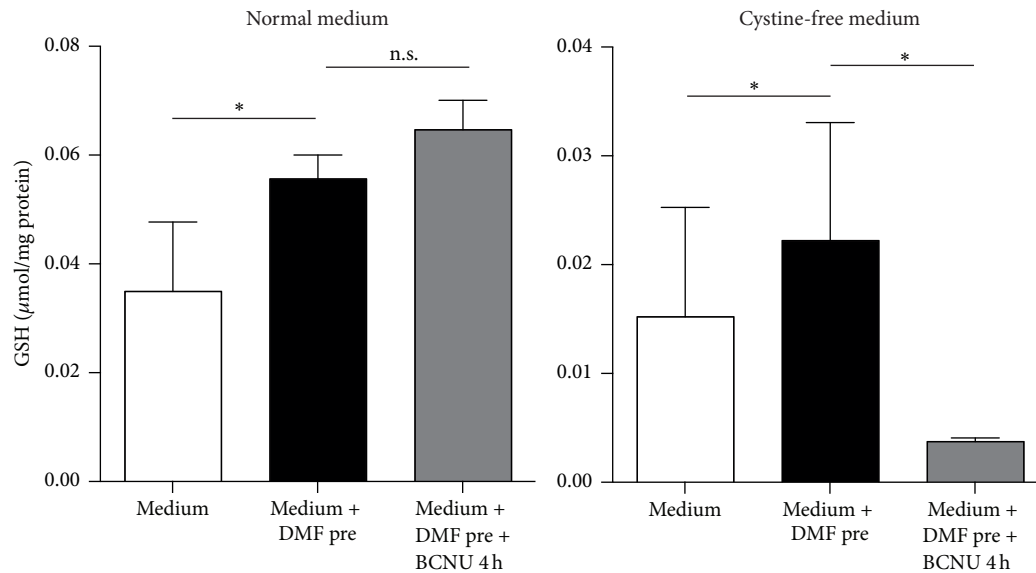 Normal medium
GSH (μmol/mg protein)
0.08
0.06
0.04
0.02
0.00
*
n.s.
Medium
Medium +
DMF pre
Medium +
DMF pre +
BCNU 4 h
Cystine-free medium
0.04
0.03
0.02
0.01
0.00
*
*
Medium
Medium +
DMF pre
Medium +
DMF pre +
BCNU 4 h